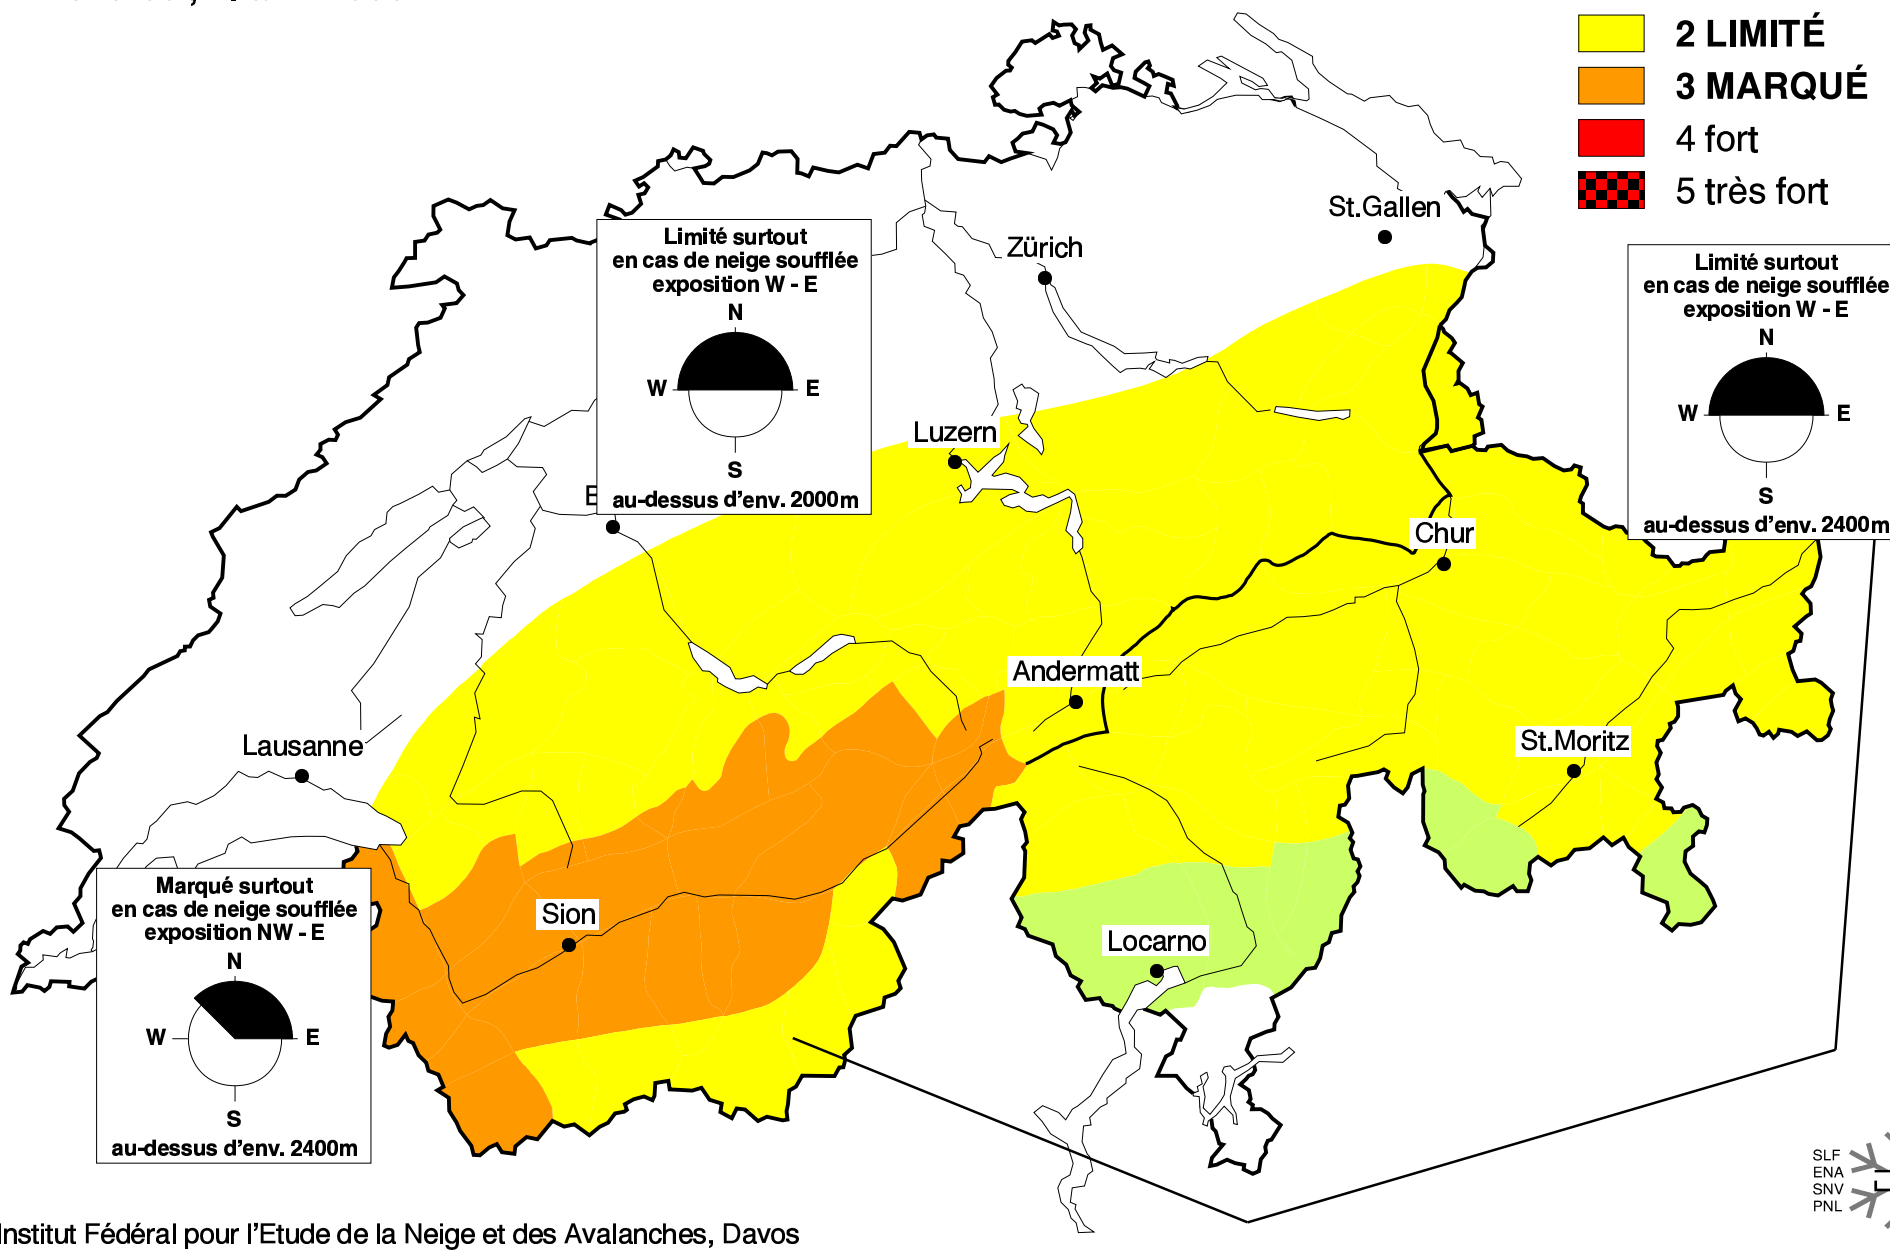 2 LIMITÉ
3 MARQUÉ
4 fort
5 très fort
St.Gallen
Zürich
Limité surtout
en cas de neige soufflée
exposition W - E
N
W E
S
au-dessus d'env. 2000m
Limité surtout
en cas de neige soufflée
exposition W - E
N
W E
S
au-dessus d'env. 2400m
Luzern
Chur
Andermatt
St.Moritz
Lausanne
Sion
Locarno
Marqué surtout
en cas de neige soufflée
exposition NW - E
N
W E
S
au-dessus d'env. 2400m
SLF
ENA
SNV
PNL
Institut Fédéral pour l'Etude de la Neige et des Avalanches, Davos